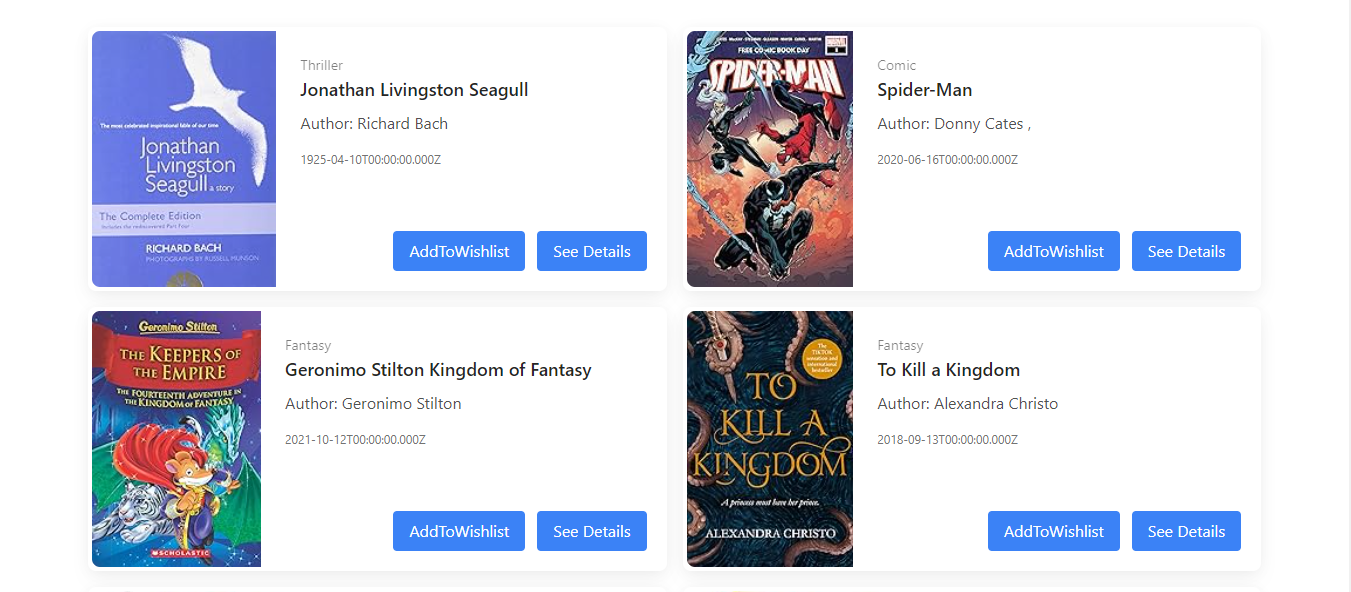 The most celebrated inspirational fable of our time
Jonathan
Livingston
Seagull a story
The Complete Edition
Includes the rediscovered Part Four
RICHARD BACH
PHOTOGRAPHS BY RUSSELL MUNSON
Thriller
Jonathan Livingston Seagull
Author: Richard Bach
1925-04-10T00:00:00.000Z
AddToWishlist
See Details
FREE COMIC BOOK DAY
SPIDER-MAN
Comic
Spider-Man
Author: Donny Cates ,
2020-06-16T00:00:00.000Z
AddToWishlist
See Details
Geronimo Stilton
THE KEEPERS OF
THE EMPIRE
THE FOURTEENTH ADVENTURE IN
THE KINGDOM OF FANTASY
SCHOLASTIC
Fantasy
Geronimo Stilton Kingdom of Fantasy
Author: Geronimo Stilton
2021-10-12T00:00:00.000Z
AddToWishlist
See Details
The
TIKTOK
sensation and
international
bestseller
TO
KILL A
KINGDOM
A princess must have her prince.
ALEXANDRA CHRISTO
Fantasy
To Kill a Kingdom
Author: Alexandra Christo
2018-09-13T00:00:00.000Z
AddToWishlist
See Details